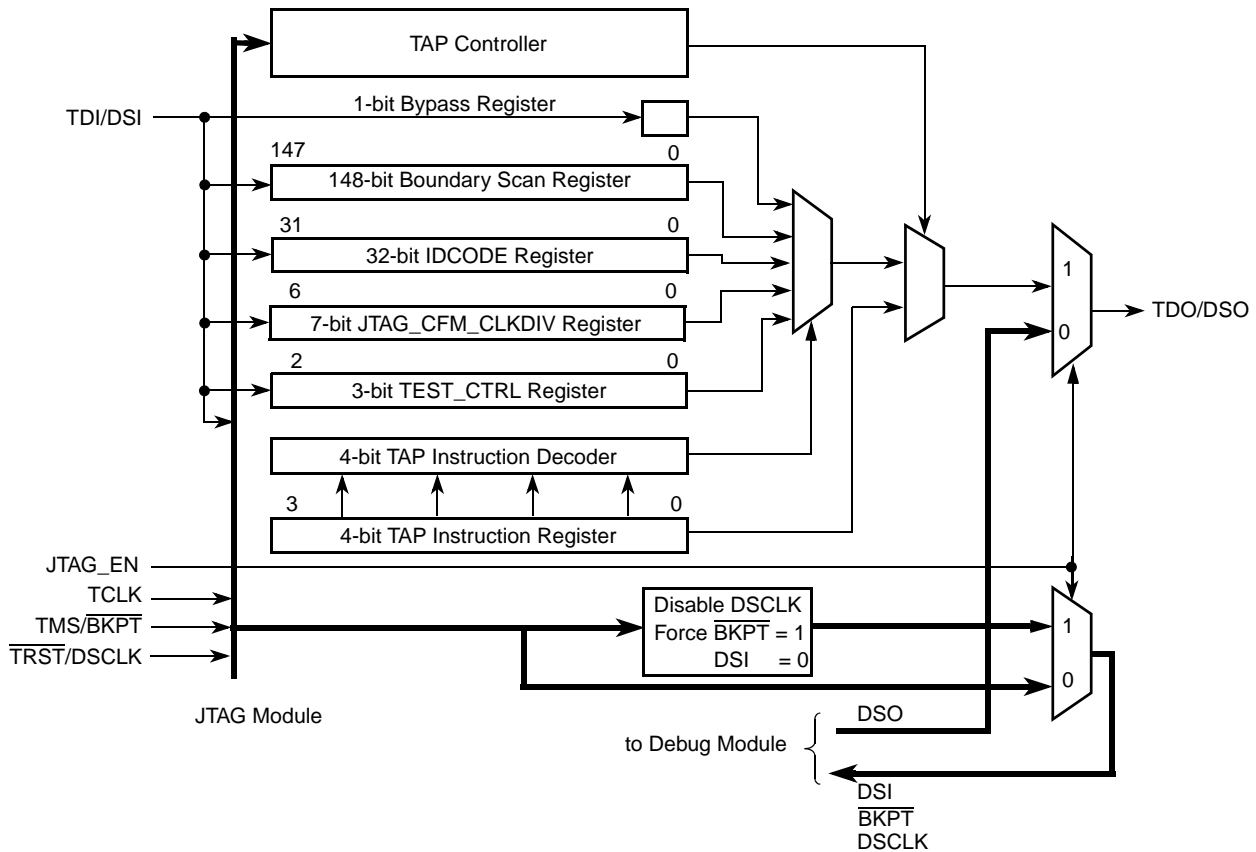 TAP Controller
TDI/DSI
1-bit Bypass Register
147 0
148-bit Boundary Scan Register
31 0
32-bit IDCODE Register
6 0
7-bit JTAG_CFM_CLKDIV Register
2 0
3-bit TEST_CTRL Register
4-bit TAP Instruction Decoder
3 0
4-bit TAP Instruction Register
1
0
TDO/DSO
JTAG_EN
TCLK
TMS/BKPT
TRST/DSCLK
Disable DSCLK
Force BKPT = 1
DSI = 0
1
0
JTAG Module
to Debug Module
DSO
DSI
BKPT
DSCLK